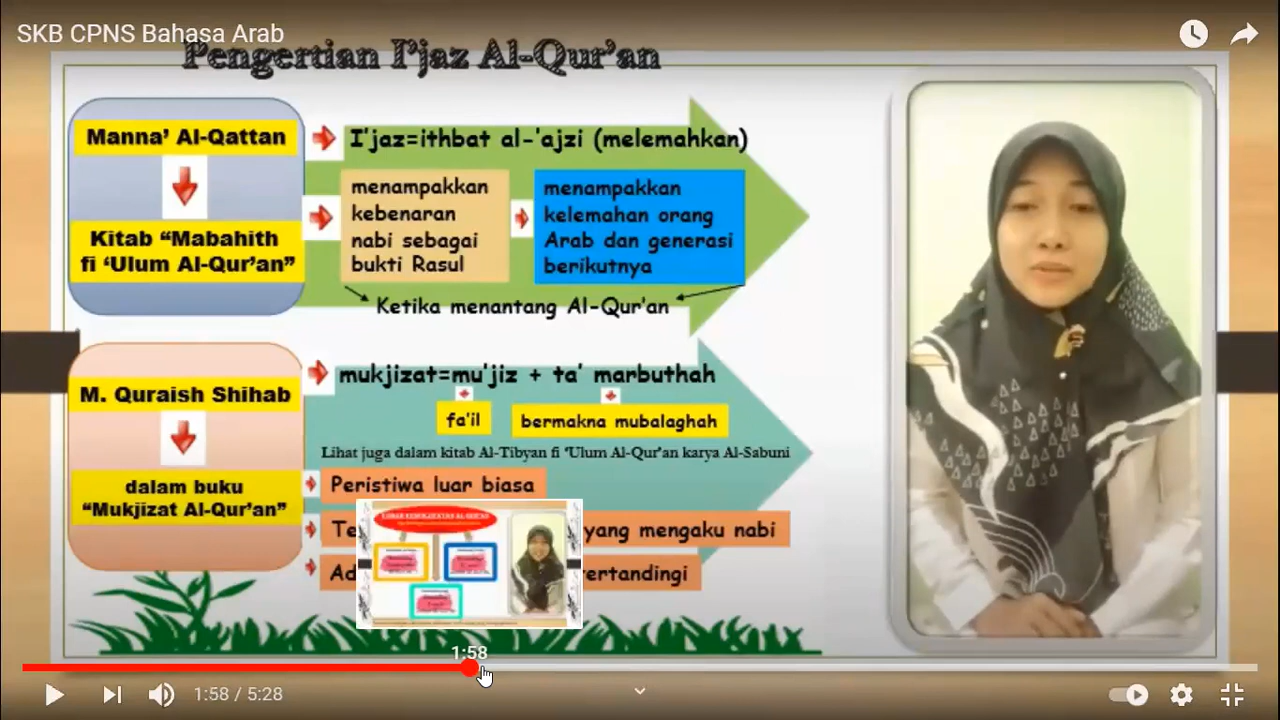 SKB CPNS Bahasa Arab
Pengertian I'jaz Al-Qur'an
Manna' Al-Qattan
Kitab “Mabahith
fi ‘Ulum Al-Qur’an”
I’jaz=ithbat al-’ajzi (melemahkan)
menampakkan
kebenaran
nabi sebagai
bukti Rasul
menampakkan
kelemahan orang
Arab dan generasi
berikutnya
Ketika menantang Al-Qur’an
M. Quraish Shihab
dalam buku
“Mukjizat Al-Qur’an”
mukjizat=mu’jiz + ta’ marbuthah
fa’il
bermakna mubalaghah
Lihat juga dalam kitab Al-Tibyan fi ‘Ulum Al-Qur’an karya Al-Sabuni
Peristiwa luar biasa
yang mengaku nabi
1:58
1:58 / 5:28